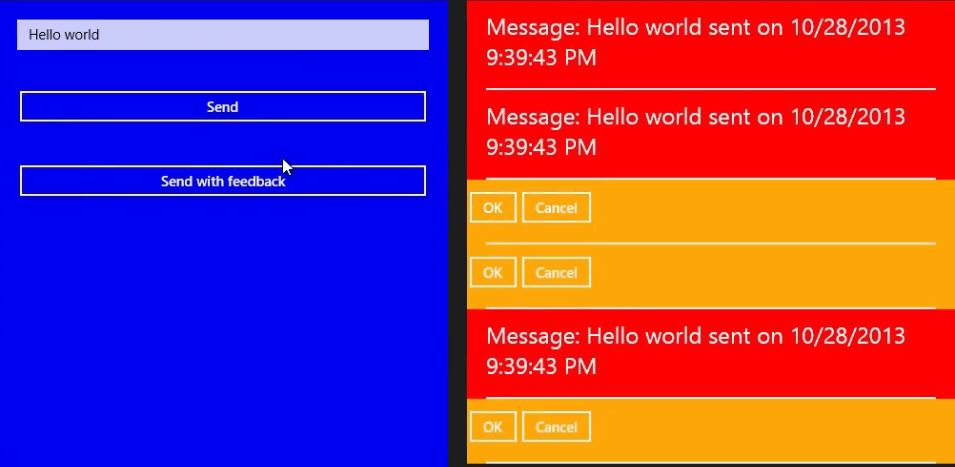 Hello world
Send
Send with feedback
Message: Hello world sent on 10/28/2013
9:39:43 PM
Message: Hello world sent on 10/28/2013
9:39:43 PM
OK Cancel
OK Cancel
Message: Hello world sent on 10/28/2013
9:39:43 PM
OK Cancel